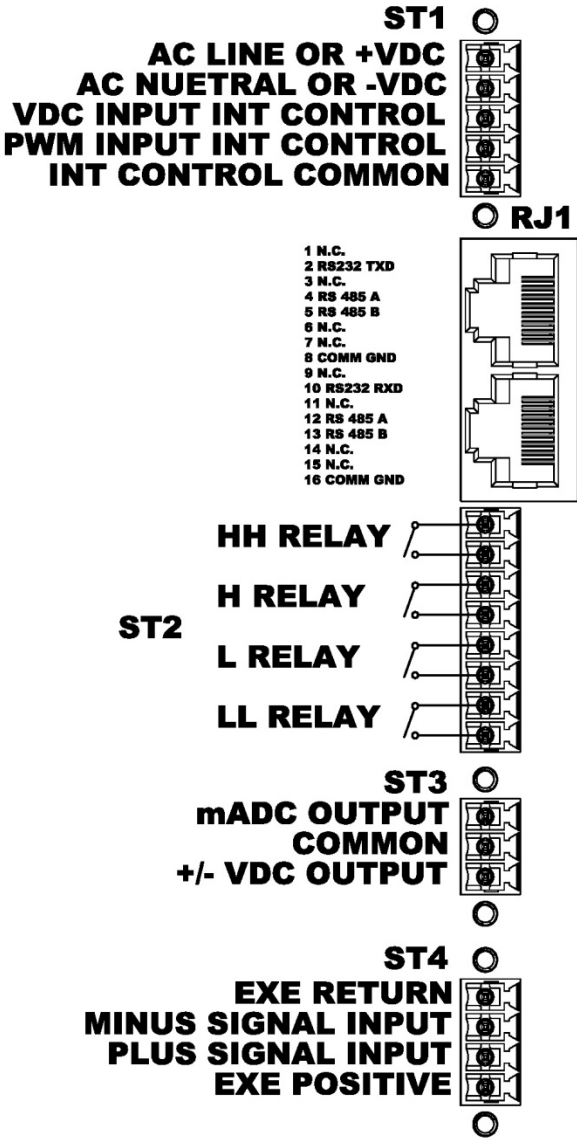 ST1
AC LINE OR +VDC
AC NUETRAL OR -VDC
VDC INPUT INT CONTROL
PWM INPUT INT CONTROL
INT CONTROL COMMON
RJ1
1 N.C.
2 RS232 TXD
3 N.C.
4 RS 485 A
5 RS 485 B
6 N.C.
7 N.C.
8 COMM GND
9 N.C.
10 RS232 RXD
11 N.C.
12 RS 485 A
13 RS 485 B
14 N.C.
15 N.C.
16 COMM GND
HH RELAY
H RELAY
ST2
L RELAY
LL RELAY
ST3
mADC OUTPUT
COMMON
+/- VDC OUTPUT
ST4
EXE RETURN
MINUS SIGNAL INPUT
PLUS SIGNAL INPUT
EXE POSITIVE